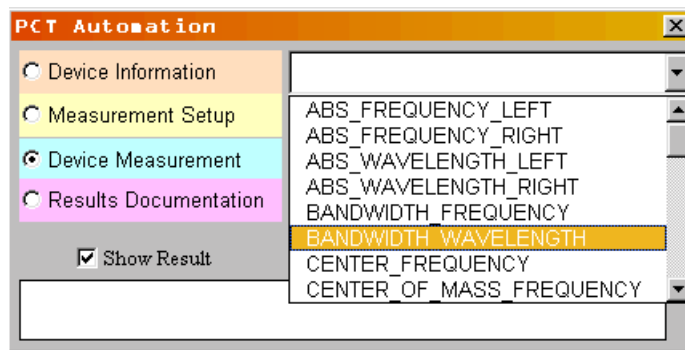 PCT Automation
Device Information
Measurement Setup
Device Measurement
Results Documentation
Show Result
ABS_FREQUENCY_LEFT
ABS_FREQUENCY_RIGHT
ABS_WAVELENGTH_LEFT
ABS_WAVELENGTH_RIGHT
BANDWIDTH_FREQUENCY
BANDWIDTH_WAVELENGTH
CENTER_FREQUENCY
CENTER_OF_MASS_FREQUENCY